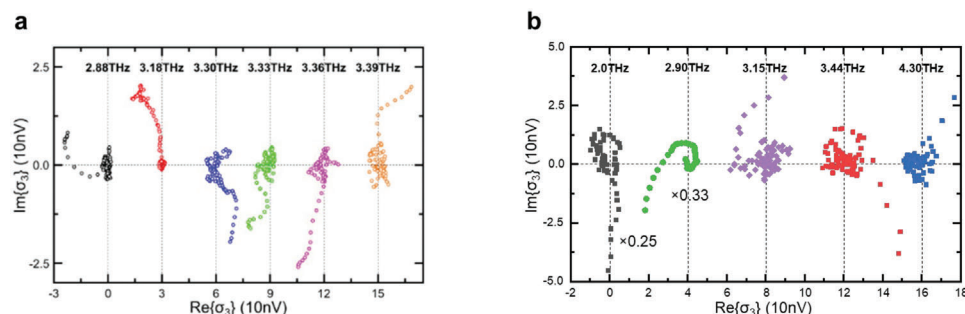 a
2.88THz 3.18THz 3.30THz 3.33THz 3.36THz 3.39THz
Im{σ₃} (10nV)
2.5
0.0
-2.5
-3 0 3 6 9 12 15
Re{σ₃} (10nV)
b
2.0THz 2.90THz 3.15THz 3.44THz 4.30THz
Im{σ₃} (10nV)
5.0
2.5
0.0
-2.5
-5.0
×0.25
×0.33
-2 0 2 4 6 8 10 12 14 16 18
Re{σ₃} (10nV)